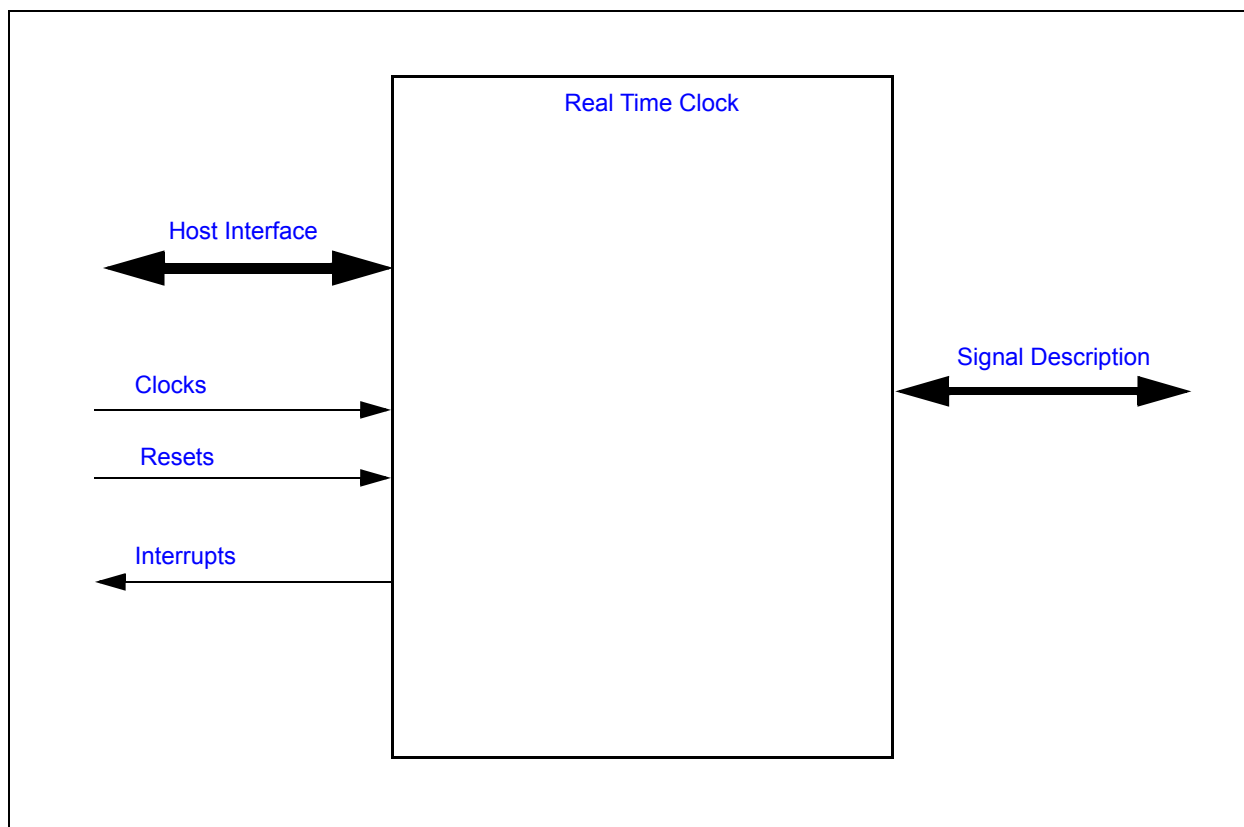 Real Time Clock
Host Interface
Signal Description
Clocks
Resets
Interrupts